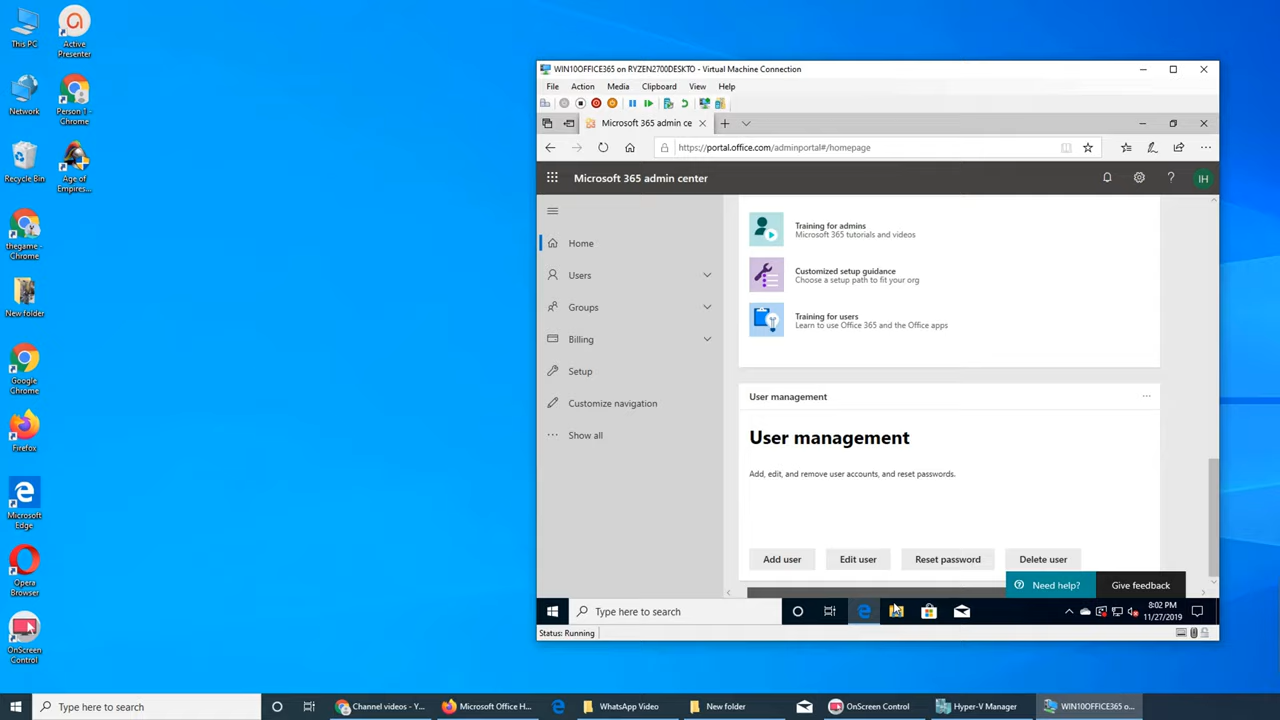 This PC
Active
Presenter
Network
Person 1 -
Chrome
Recycle Bin
Age of
Empires...
thegame -
Chrome
New folder
Google
Chrome
Firefox
Microsoft
Edge
Opera
Browser
OnScreen
Control
WIN10OFFICE365 on RYZEN2700DESKTO - Virtual Machine Connection
File Action Media Clipboard View Help
Microsoft 365 admin ce
https://portal.office.com/adminportal#/homepage
Microsoft 365 admin center
IH
Home
Users
Groups
Billing
Setup
Customize navigation
Show all
Training for admins
Microsoft 365 tutorials and videos
Customized setup guidance
Choose a setup path to fit your org
Training for users
Learn to use Office 365 and the Office apps
User management
User management
Add, edit, and remove user accounts, and reset passwords.
Add user Edit user Reset password Delete user
Need help? Give feedback
Type here to search
8:02 PM
11/27/2019
Status: Running
Type here to search
Channel videos - Y...
Microsoft Office H...
WhatsApp Video
New folder
OnScreen Control
Hyper-V Manager
WIN10OFFICE365 o...